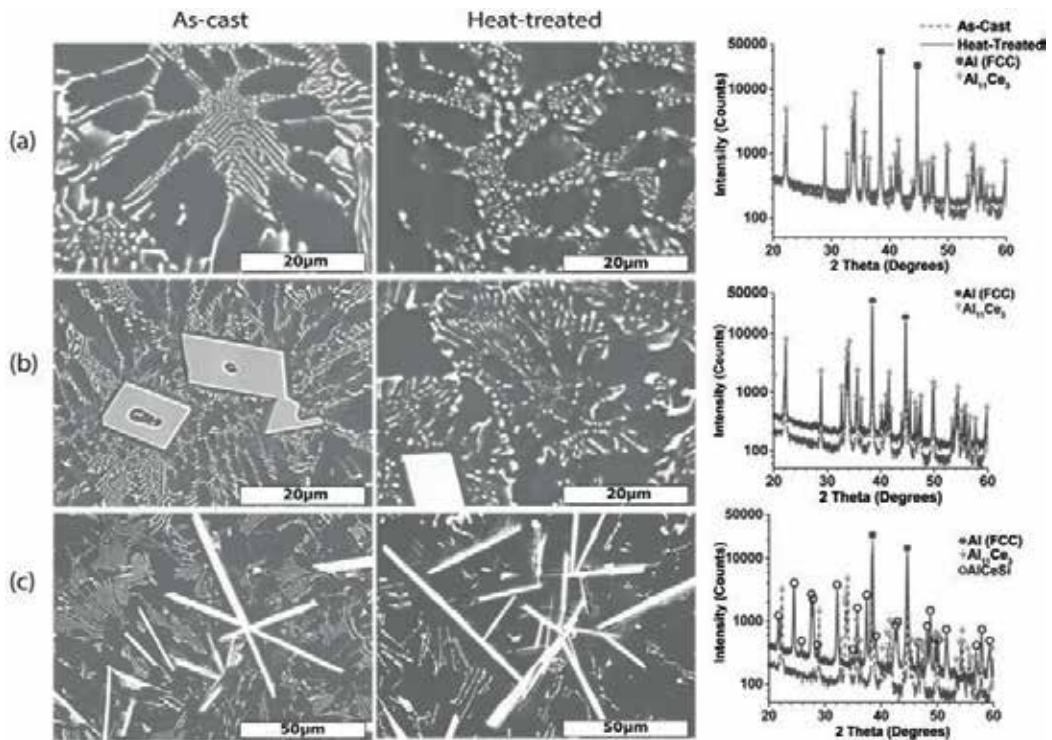 As-cast
Heat-treated
(a)
20µm
20µm
As-Cast
Heat-Treated
Al (FCC)
Al₁₁Ce₃
Intensity (Counts)
50000
10000
1000
100
20 30 40 50 60
2 Theta (Degrees)
(b)
20µm
20µm
Al (FCC)
Al₁₁Ce₃
Intensity (Counts)
50000
10000
1000
100
20 30 40 50 60
2 Theta (Degrees)
(c)
50µm
50µm
Al (FCC)
AlCeSi
Intensity (Counts)
50000
10000
1000
100
20 30 40 50 60
2 Theta (Degrees)